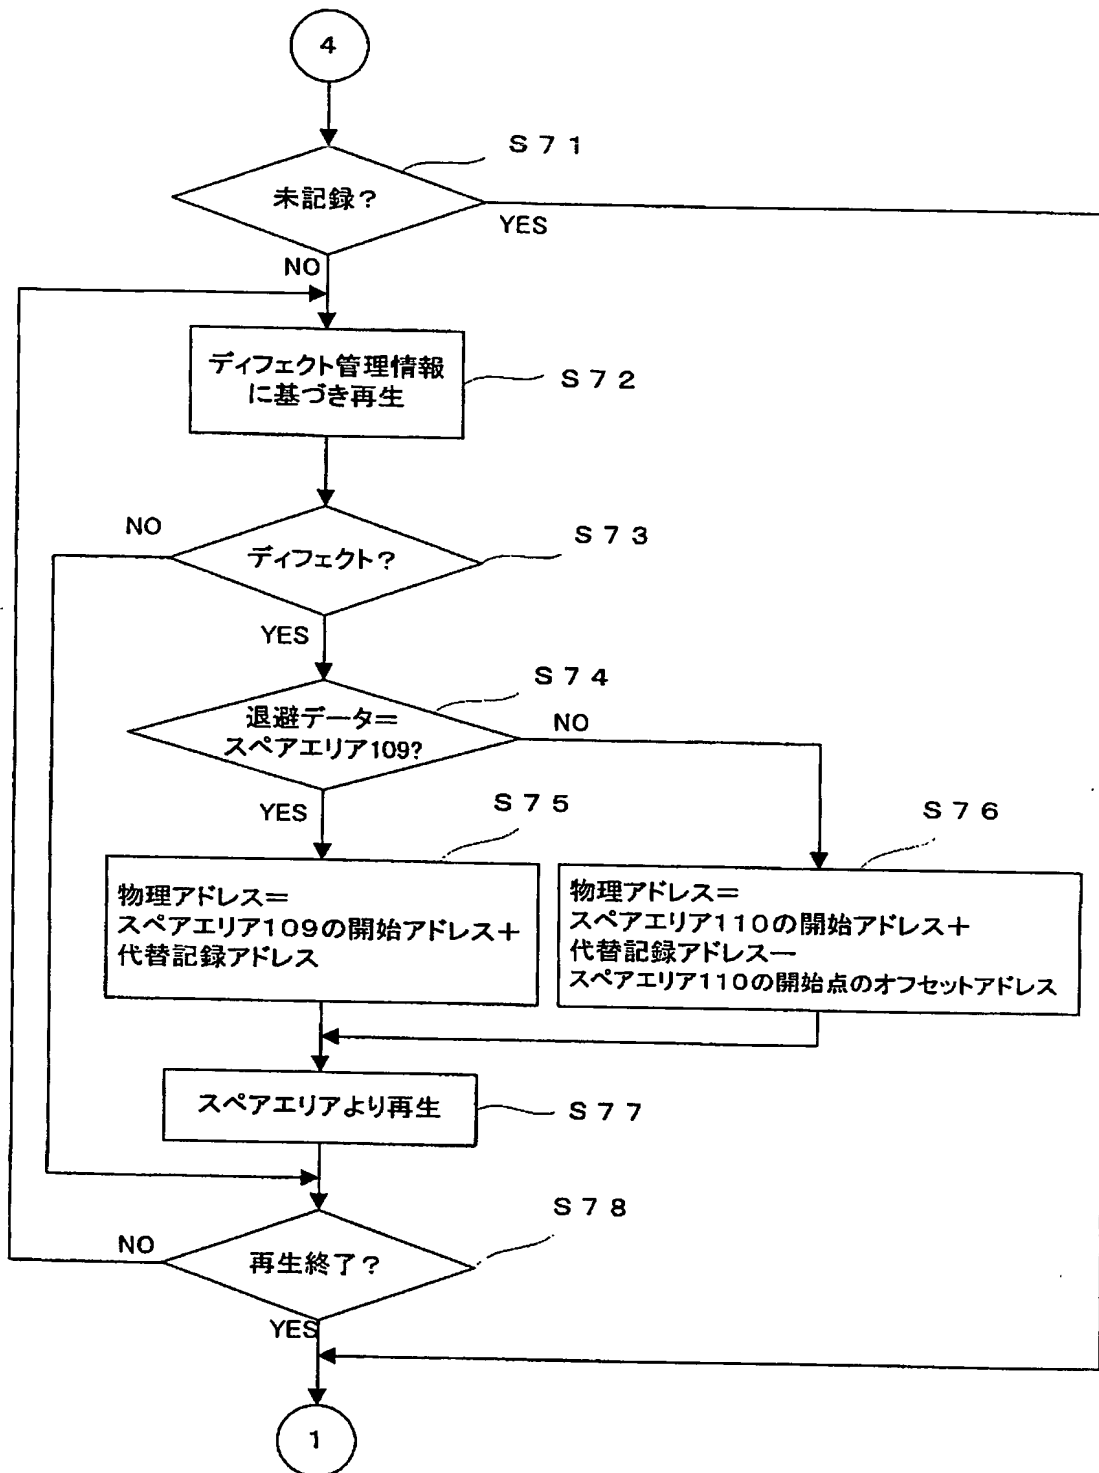 4
S71
未記録?
YES
NO
ディフェクト管理情報
に基づき再生
S72
NO
S73
ディフェクト?
YES
S74
退避データ=
スペアエリア109?
NO
YES
S75
S76
物理アドレス=
スペアエリア109の開始アドレス+
代替記録アドレス
物理アドレス=
スペアエリア110の開始アドレス+
代替記録アドレス−
スペアエリア110の開始点のオフセットアドレス
スペアエリアより再生
S77
S78
NO
再生終了?
YES
1